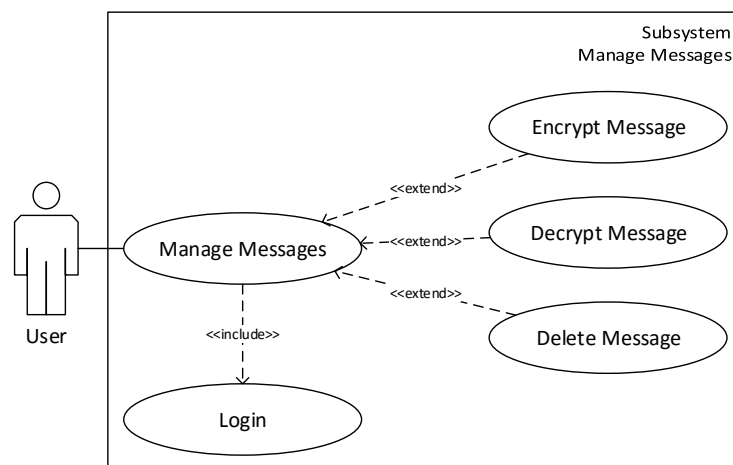 Subsystem
Manage Messages
Encrypt Message
<<extend>>
Manage Messages
<<extend>>
Decrypt Message
<<extend>>
Delete Message
User
<<include>>
Login